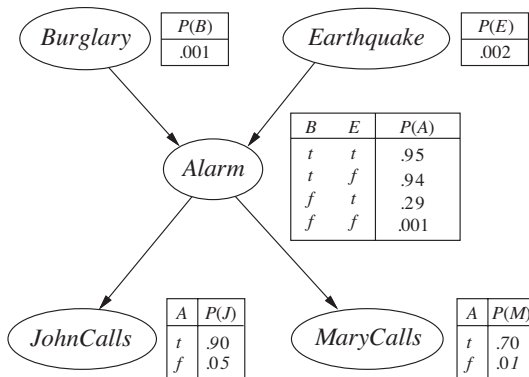 Burglary
P(B)
.001
Earthquake
P(E)
.002
Alarm
B E P(A)
t t .95
t f .94
f t .29
f f .001
JohnCalls
A P(J)
t .90
f .05
MaryCalls
A P(M)
t .70
f .01